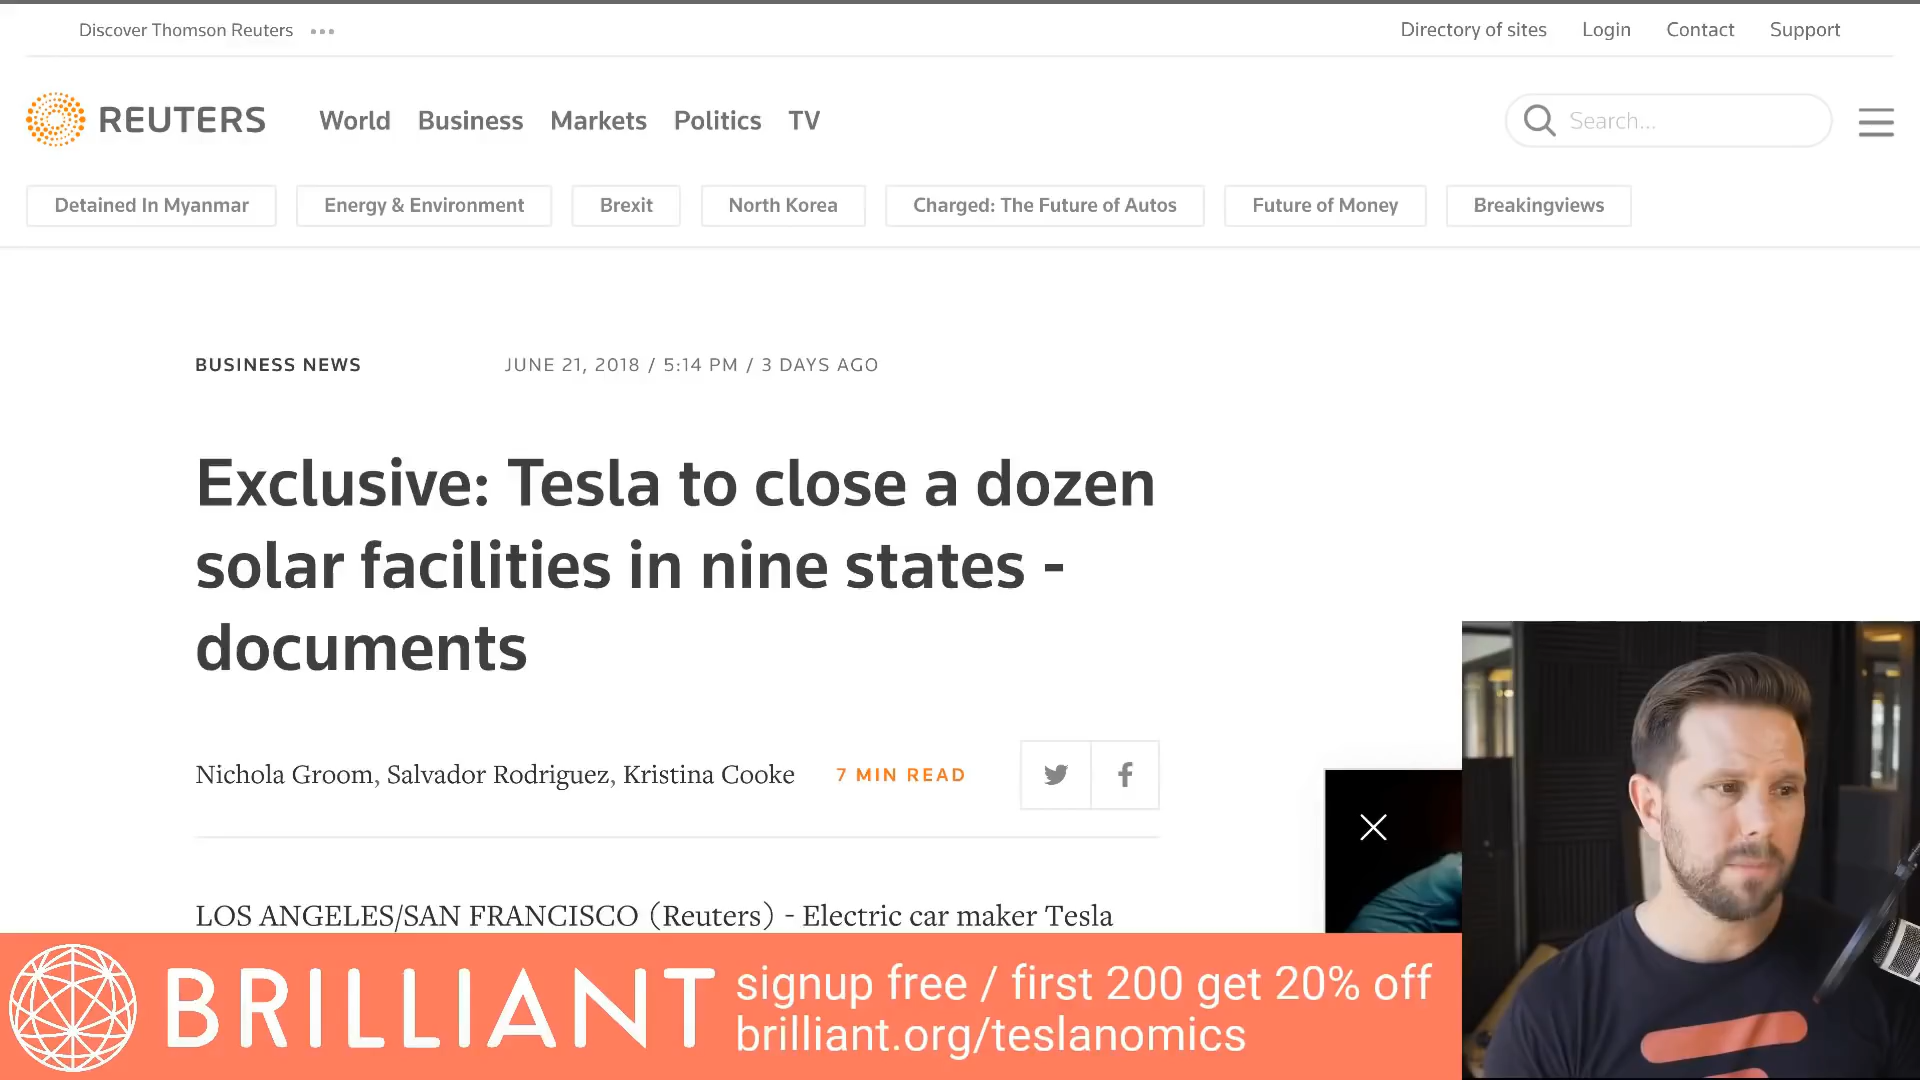 Discover Thomson Reuters
Directory of sites Login Contact Support
REUTERS World Business Markets Politics TV Search...
Detained In Myanmar Energy & Environment Brexit North Korea Charged: The Future of Autos Future of Money Breakingviews
BUSINESS NEWS JUNE 21, 2018 / 5:14 PM / 3 DAYS AGO
Exclusive: Tesla to close a dozen
solar facilities in nine states -
documents
Nichola Groom, Salvador Rodriguez, Kristina Cooke 7 MIN READ
LOS ANGELES/SAN FRANCISCO (Reuters) - Electric car maker Tesla
BRILLIANT
signup free / first 200 get 20% off
brilliant.org/teslanomics